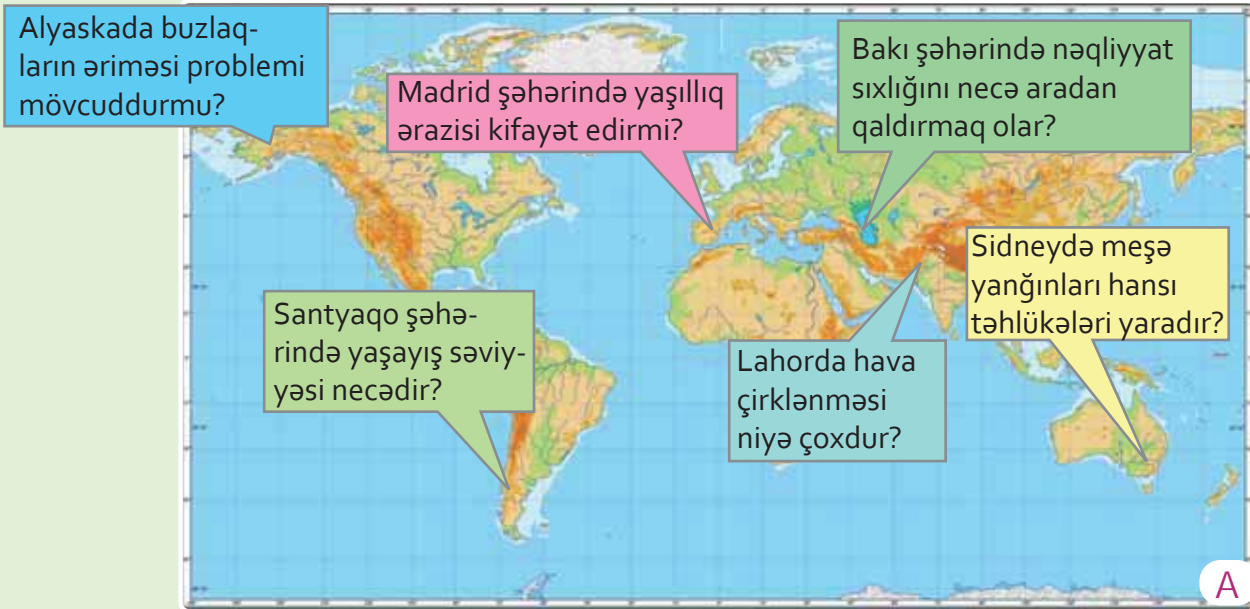 Alyaskada buzlaq-
ların əriməsi problemi
mövcuddurmu?
Madrid şəhərində yaşıllıq
ərazisi kifayət edirmi?
Bakı şəhərində nəqliyyat
sıxlığını necə aradan
qaldırmaq olar?
Santyaqo şəhə-
rində yaşayış səviy-
yəsi necədir?
Lahorda hava
çirklənməsi
niyə çoxdur?
Sidneydə meşə
yanğınları hansı
təhlükələri yaradır?
A